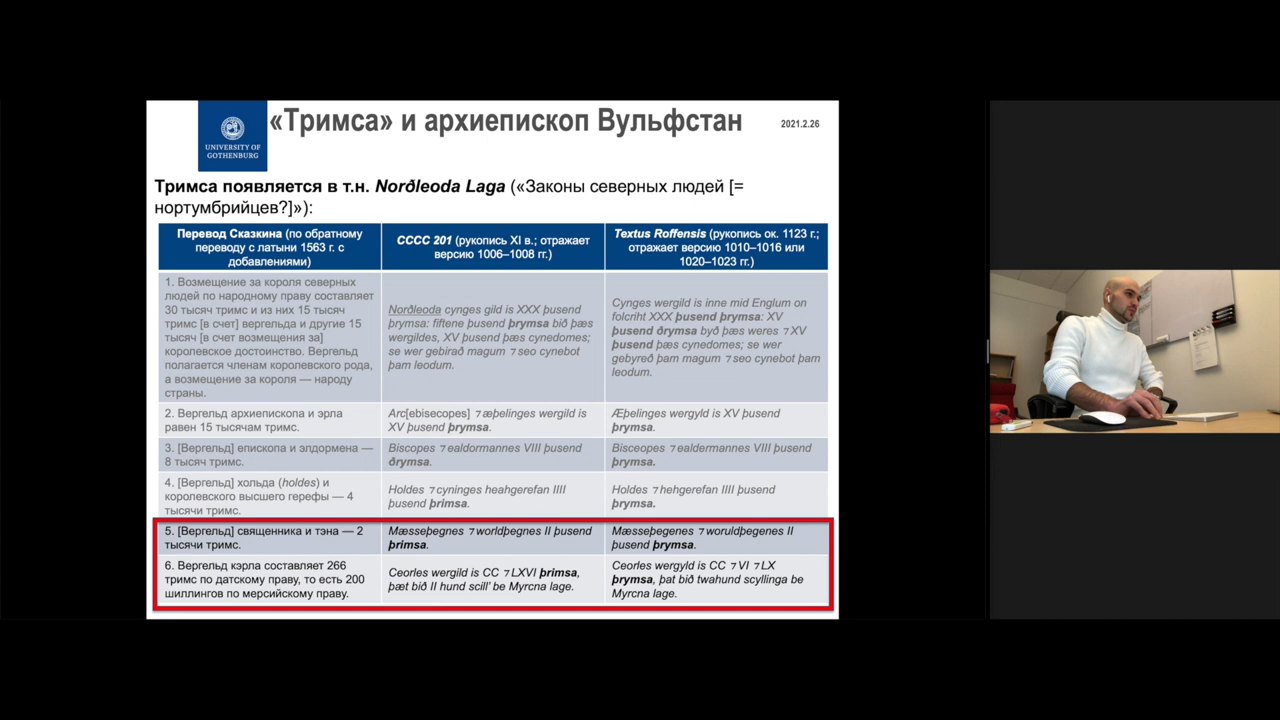 «Тримса» и архиепископ Вульфстан
2021.2.26
UNIVERSITY OF
GOTHENBURG
Тримса появляется в т.н. Norðleoda Laga («Законы северных людей [=
нортумбрийцев?]»):
Перевод Сказкина (по обратному
переводу с латыни 1563 г. с
добавлениями)
CCCC 201 (рукопись XI в.; отражает
версию 1006–1008 гг.)
Textus Roffensis (рукопись ок. 1123 г.;
отражает версию 1010–1016 или
1020–1023 гг.)
1. Возмещение за короля северных
людей по народному праву составляет
30 тысяч тримс и из них 15 тысяч
тримс [в счет] вергельда и другие 15
тысяч [в счет возмещения за]
королевское достоинство. Вергельд
полагается членам королевского рода,
а возмещение за короля — народу
страны.
Norðleoda cynges gild is XXX þusend
þrymsa: fiftene þusend þrymsa bið þæs
wergildes, XV þusend þæs cynedomes;
se wer gebirað magum ⁊ seo cynebot
þam leodum.
Cynges wergild is inne mid Englum on
folcriht XXX þusend þrymsa: XV
þusend ðrymsa byð þæs weres ⁊ XV
þusend þæs cynedomes; se wer
gebyreð þam magum ⁊ seo cynebot þam
leodum.
2. Вергельд архиепископа и эрла
равен 15 тысячам тримс.
Arc[ebisecopes] ⁊ æþelinges wergild is
XV þusend þrymsa.
Æþelinges wergyld is XV þusend
þrymsa.
3. [Вергельд] епископа и элдормена —
8 тысяч тримс.
Biscopes ⁊ ealdormannes VIII þusend
ðrymsa.
Bisceopes ⁊ ealdermannes VIII þusend
þrymsa.
4. [Вергельд] хольда (holdes) и
королевского высшего герефы — 4
тысячи тримс.
Holdes ⁊ cyninges heahgerefan IIII
þusend þrimsa.
Holdes ⁊ hehgerefan IIII þusend
þrymsa.
5. [Вергельд] священника и тэна — 2
тысячи тримс.
Mæsseþegnes ⁊ worldþegnes II þusend
þrimsa.
Mæsseþegenes ⁊ woruldþegenes II
þusend þrymsa.
6. Вергельд кэрла составляет 266
тримс по датскому праву, то есть 200
шиллингов по мерсийскому праву.
Ceorles wergild is CC ⁊ LXVI þrimsa,
þæt bið II hund scill’ be Myrcna lage.
Ceorles wergyld is CC ⁊ VI ⁊ LX
þrymsa, þat bið twahund scyllinga be
Myrcna lage.